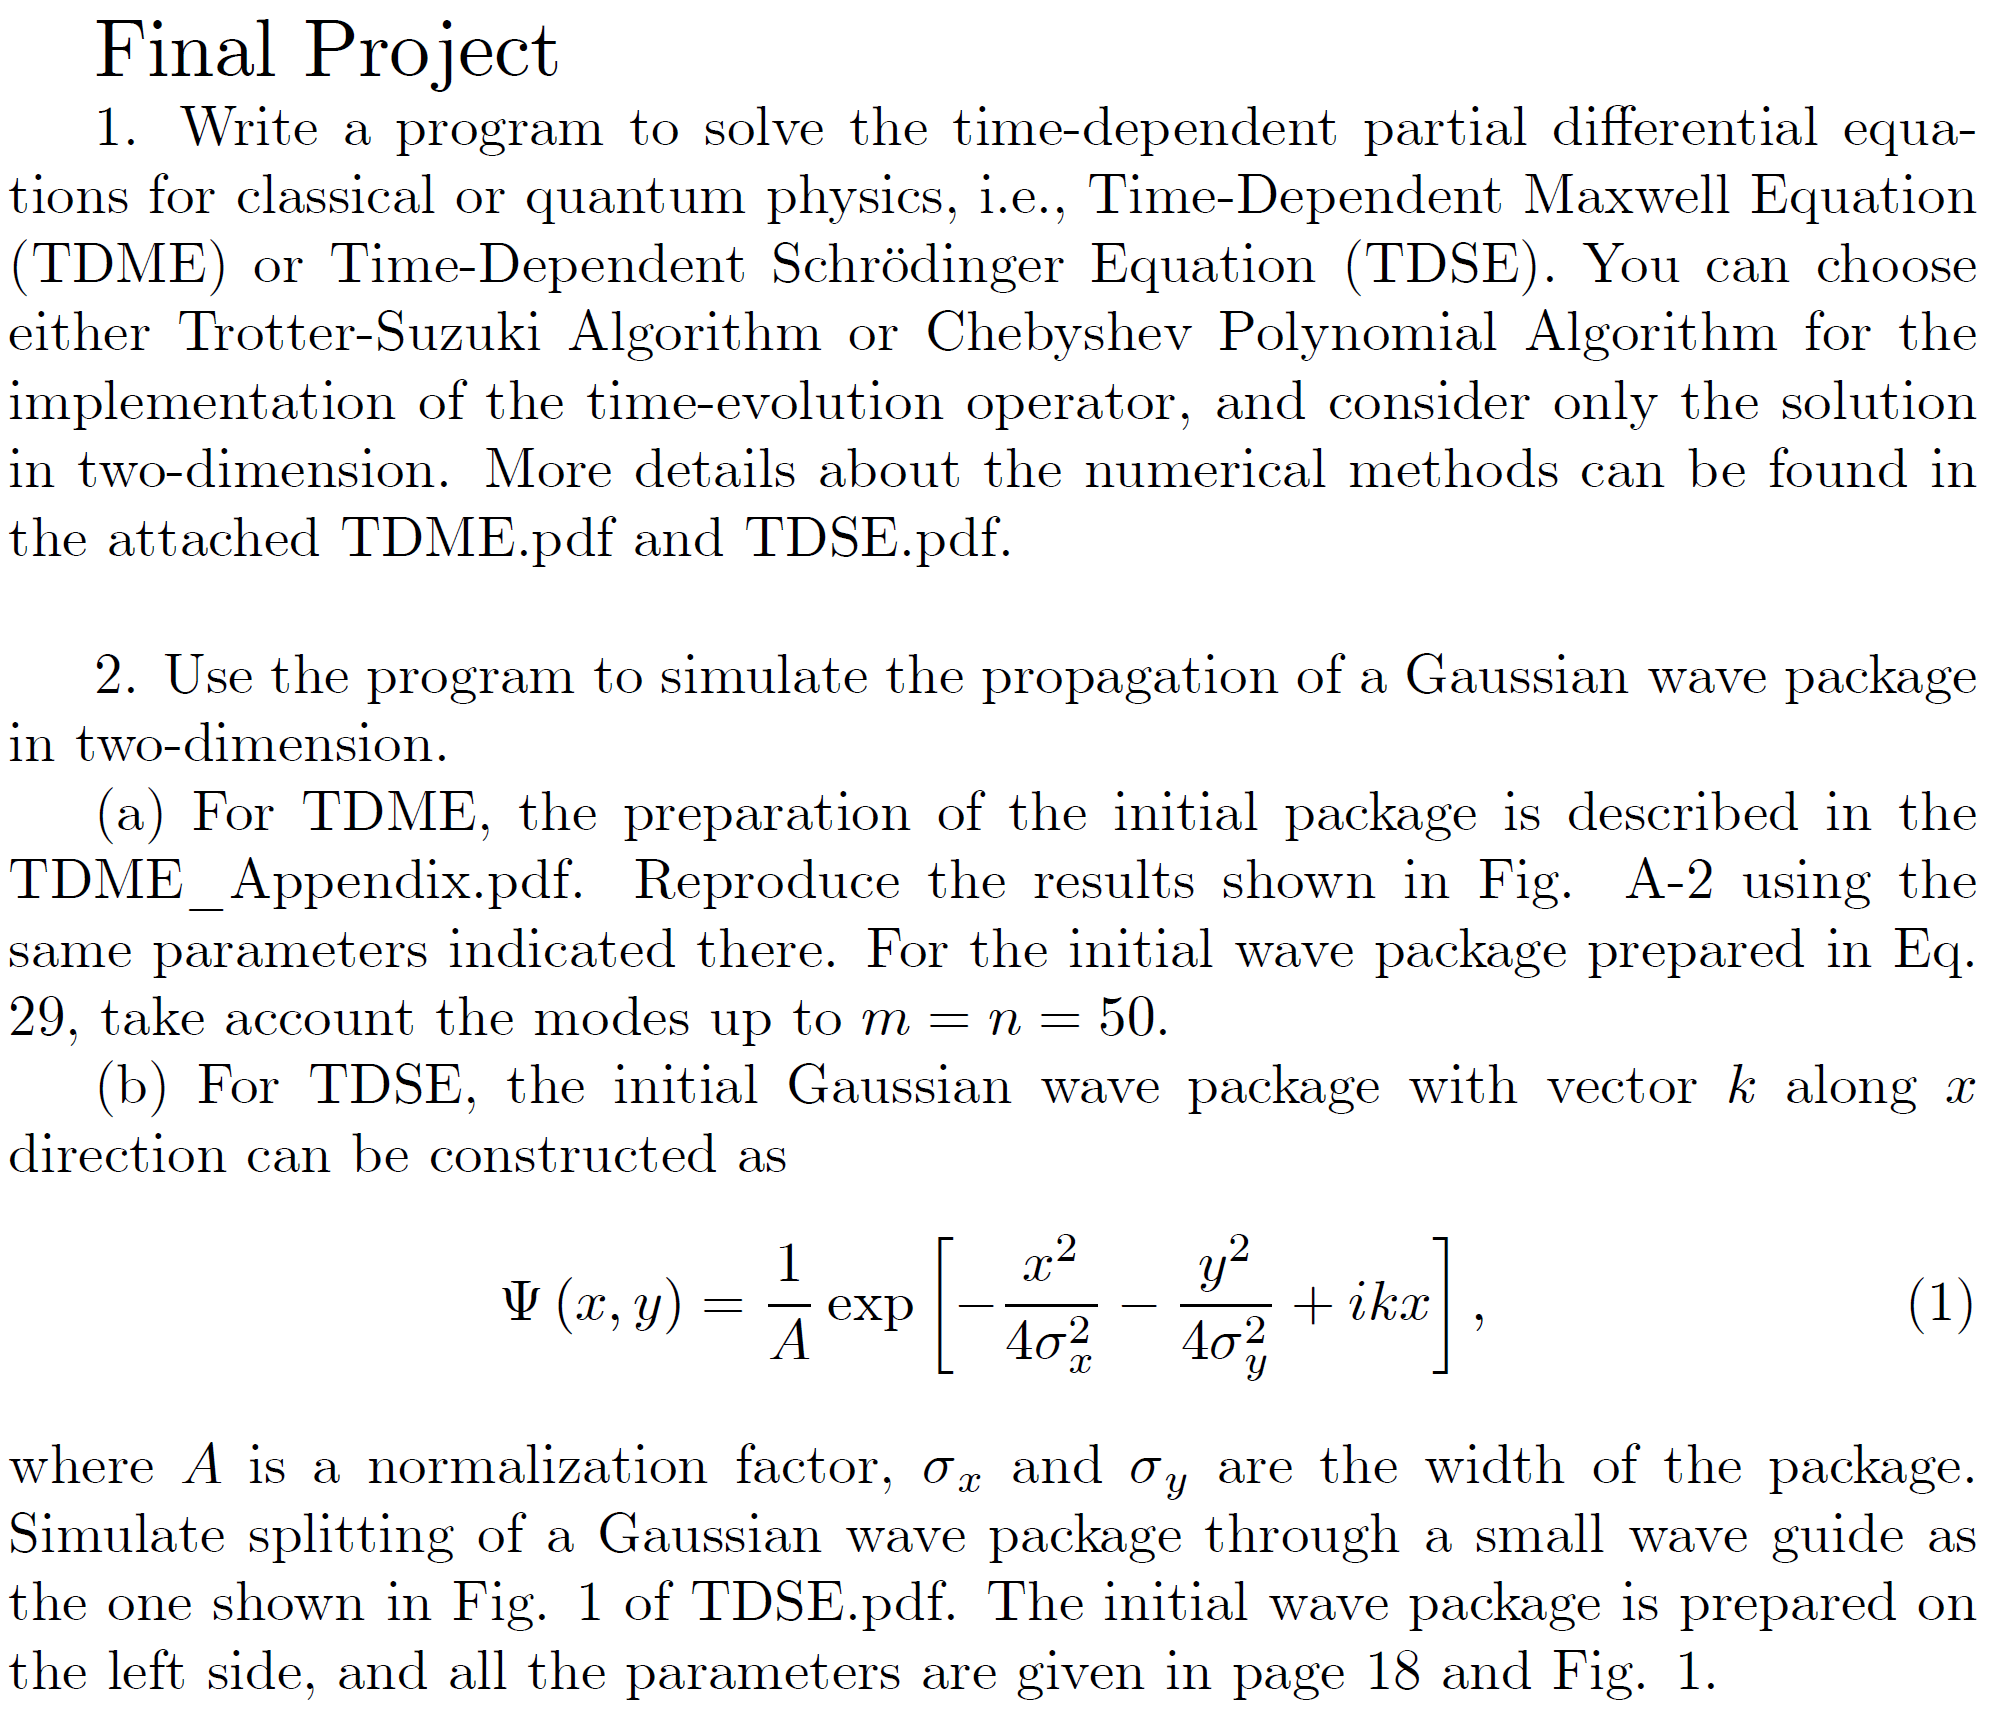 Final Project
1. Write a program to solve the time-dependent partial differential equa-
tions for classical or quantum physics, i.e., Time-Dependent Maxwell Equation
(TDME) or Time-Dependent Schrödinger Equation (TDSE). You can choose
either Trotter-Suzuki Algorithm or Chebyshev Polynomial Algorithm for the
implementation of the time-evolution operator, and consider only the solution
in two-dimension. More details about the numerical methods can be found in
the attached TDME.pdf and TDSE.pdf.
2. Use the program to simulate the propagation of a Gaussian wave package
in two-dimension.
(a) For TDME, the preparation of the initial package is described in the
TDME_Appendix.pdf. Reproduce the results shown in Fig. A-2 using the
same parameters indicated there. For the initial wave package prepared in Eq.
29, take account the modes up to m = n = 50.
(b) For TDSE, the initial Gaussian wave package with vector k along x
direction can be constructed as
Ψ (x, y) = \frac{1}{A} exp [ -\frac{x^2}{4σ_x^2} - \frac{y^2}{4σ_y^2} + ikx ] , (1)
where A is a normalization factor, σ_x and σ_y are the width of the package.
Simulate splitting of a Gaussian wave package through a small wave guide as
the one shown in Fig. 1 of TDSE.pdf. The initial wave package is prepared on
the left side, and all the parameters are given in page 18 and Fig. 1.